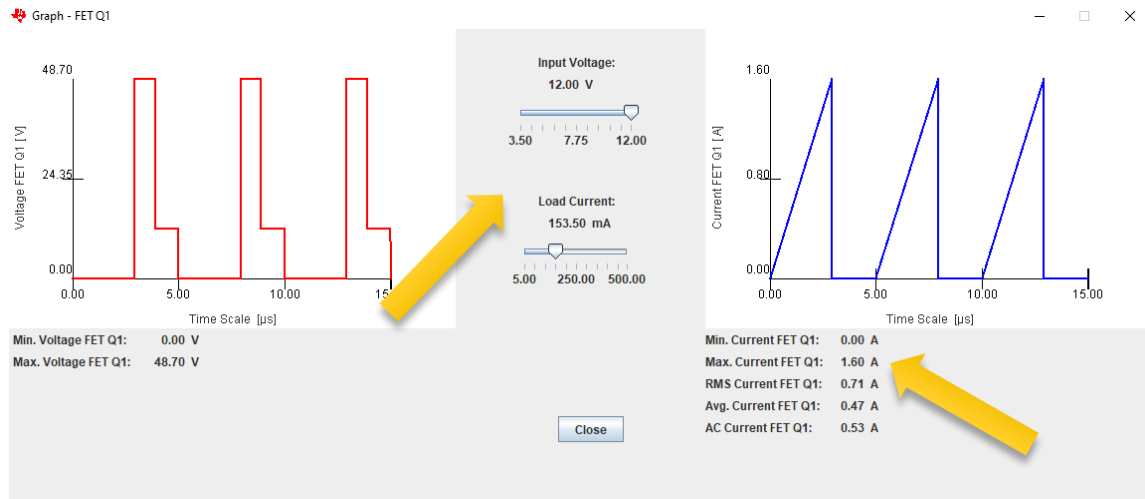 Graph - FET Q1
48.70
24.35
0.00
Voltage FET Q1 [V]
0.00 5.00 10.00 15
Time Scale [µs]
Input Voltage:
12.00 V
3.50 7.75 12.00
Load Current:
153.50 mA
5.00 250.00 500.00
1.60
0.80
0.00
Current FET Q1 [A]
0.00 5.00 10.00 15.00
Time Scale [µs]
Min. Voltage FET Q1: 0.00 V
Max. Voltage FET Q1: 48.70 V
Min. Current FET Q1: 0.00 A
Max. Current FET Q1: 1.60 A
RMS Current FET Q1: 0.71 A
Avg. Current FET Q1: 0.47 A
AC Current FET Q1: 0.53 A
Close